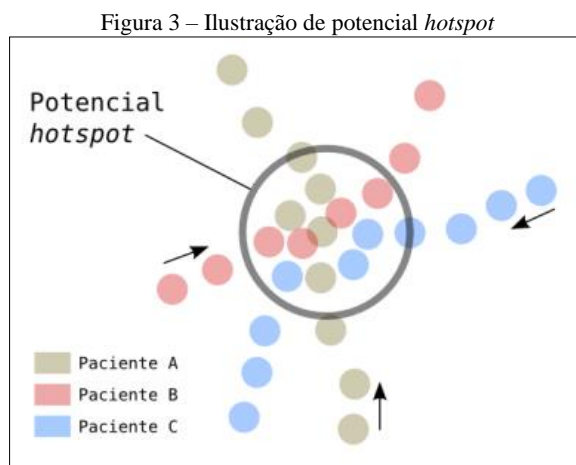 Figura 3 – Ilustração de potencial hotspot
Potencial
hotspot
Paciente A
Paciente B
Paciente C